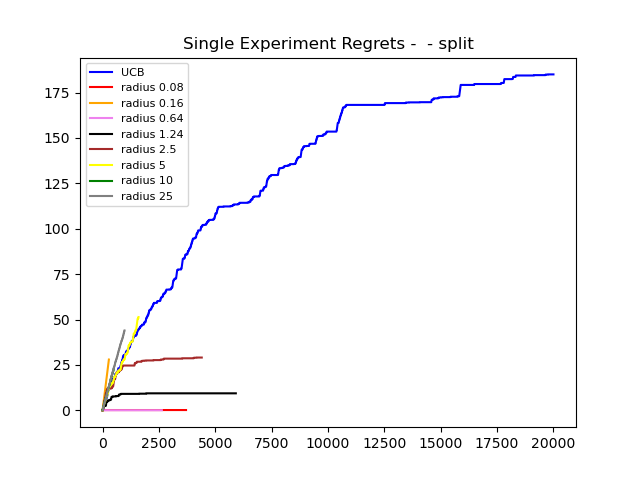 Single Experiment Regrets -  - split
UCB
radius 0.08
radius 0.16
radius 0.64
radius 1.24
radius 2.5
radius 5
radius 10
radius 25
175
150
125
100
75
50
25
0
0 2500 5000 7500 10000 12500 15000 17500 20000